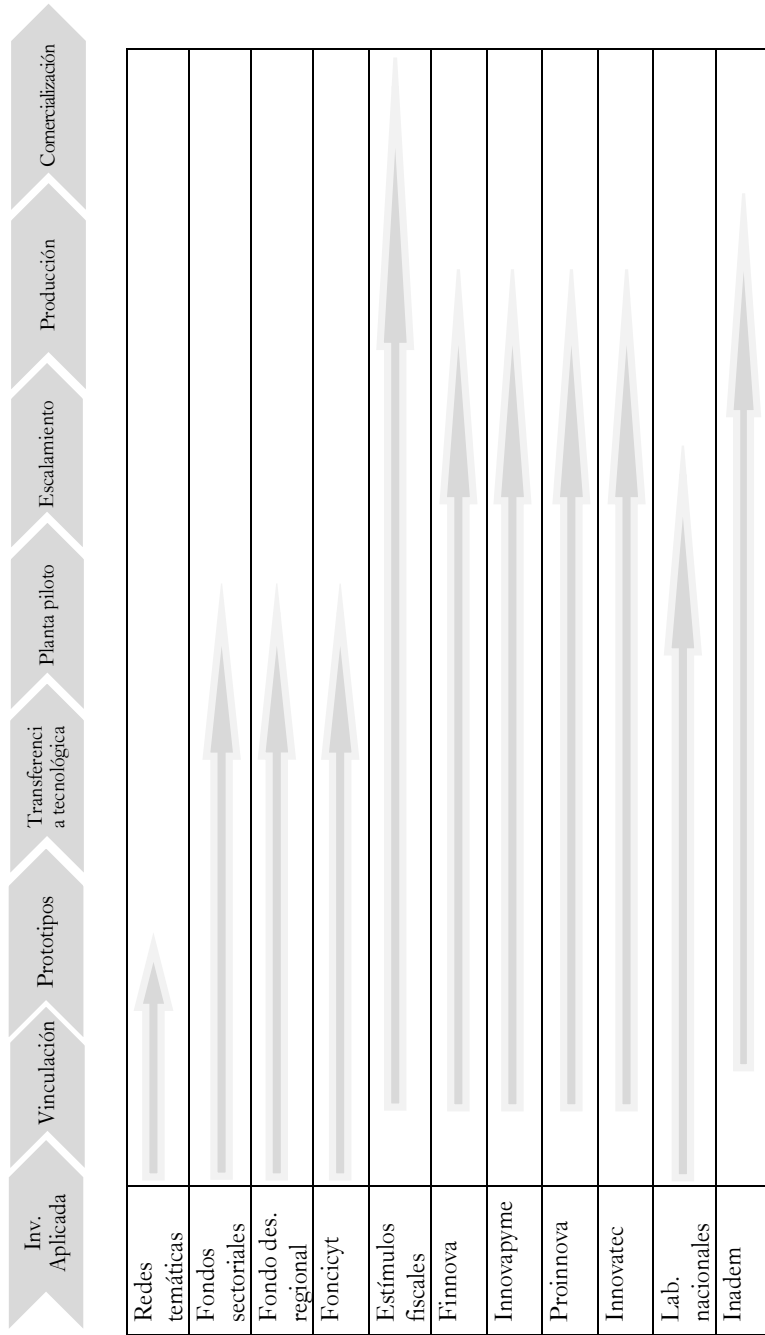 Inv.
Aplicada
Vinculación
Prototipos
Transferenci
a tecnológica
Planta piloto
Escalamiento
Producción
Comercialización
Redes
temáticas
Fondos
sectoriales
Fondo des.
regional
Foncicyt
Estímulos
fiscales
Finnova
Innovapyme
Proinnova
Innovatec
Lab.
nacionales
Inadem